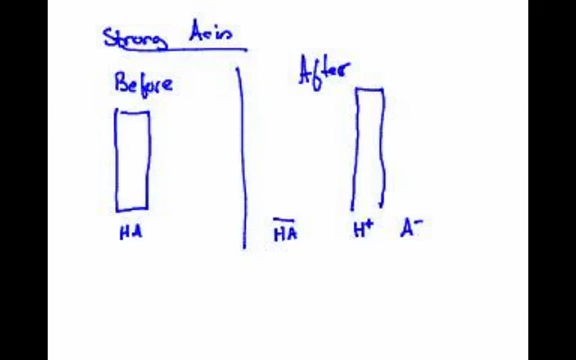 Strong Acid
Before
After
HA
HA H+ A-